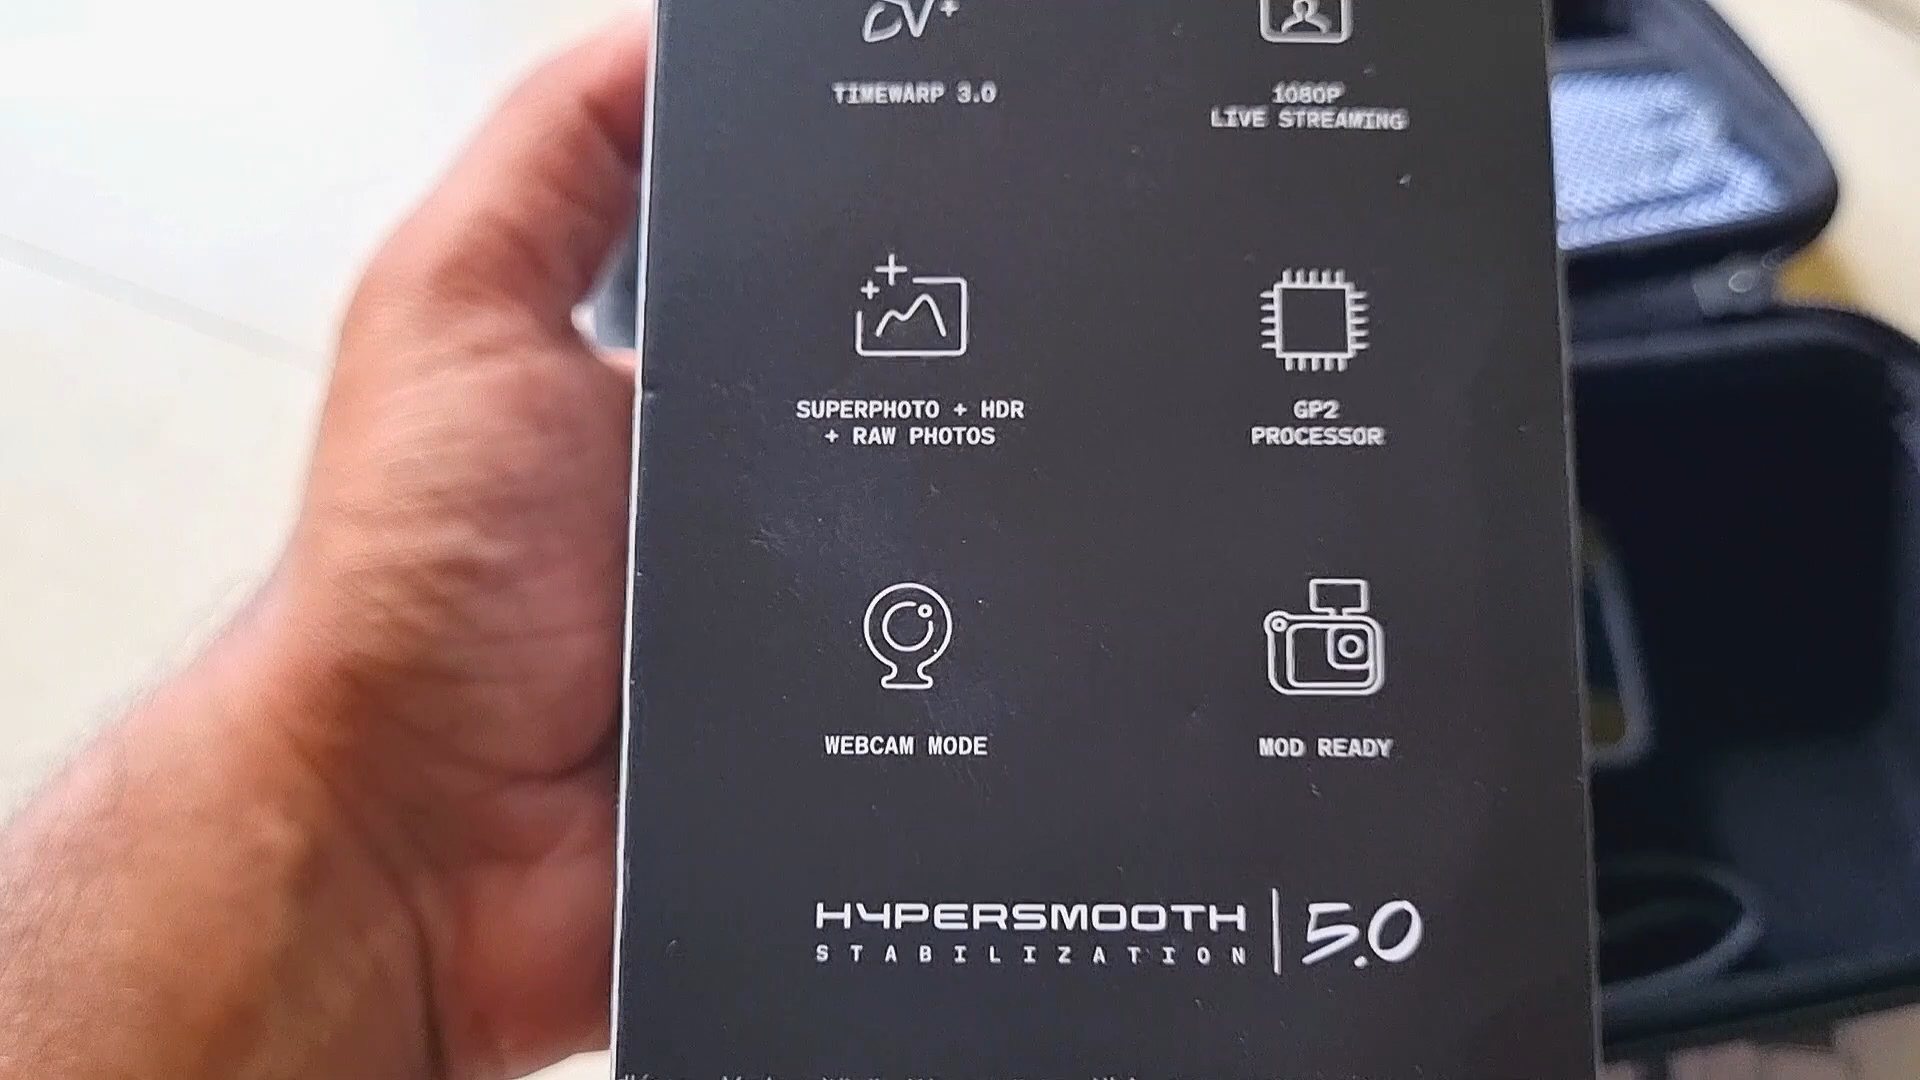 TIMEWARP 3.0
1080P
LIVE STREAMING
SUPERPHOTO + HDR
+ RAW PHOTOS
GP2
PROCESSOR
WEBCAM MODE
MOD READY
HYPERSMOOTH | 5.0
STABILIZATION